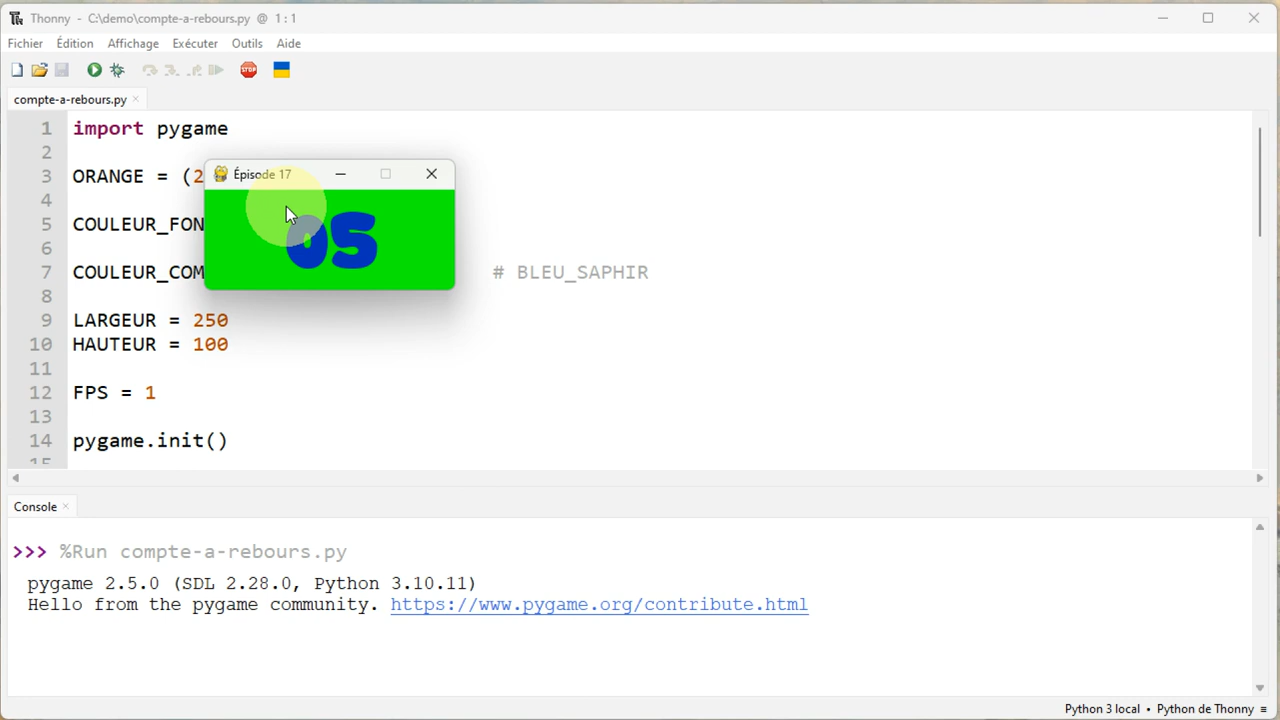 Thonny - C:\demo\compte-a-rebours.py @ 1 : 1
Fichier Édition Affichage Exécuter Outils Aide
STOP
compte-a-rebours.py ×
1 import pygame
2
3 ORANGE = (2
4
5 COULEUR_FON
6
7 COULEUR_COM # BLEU_SAPHIR
8
9 LARGEUR = 250
10 HAUTEUR = 100
11
12 FPS = 1
13
14 pygame.init()
15
Épisode 17
05
Console ×
>>> %Run compte-a-rebours.py
pygame 2.5.0 (SDL 2.28.0, Python 3.10.11)
Hello from the pygame community. https://www.pygame.org/contribute.html
Python 3 local • Python de Thonny ≡